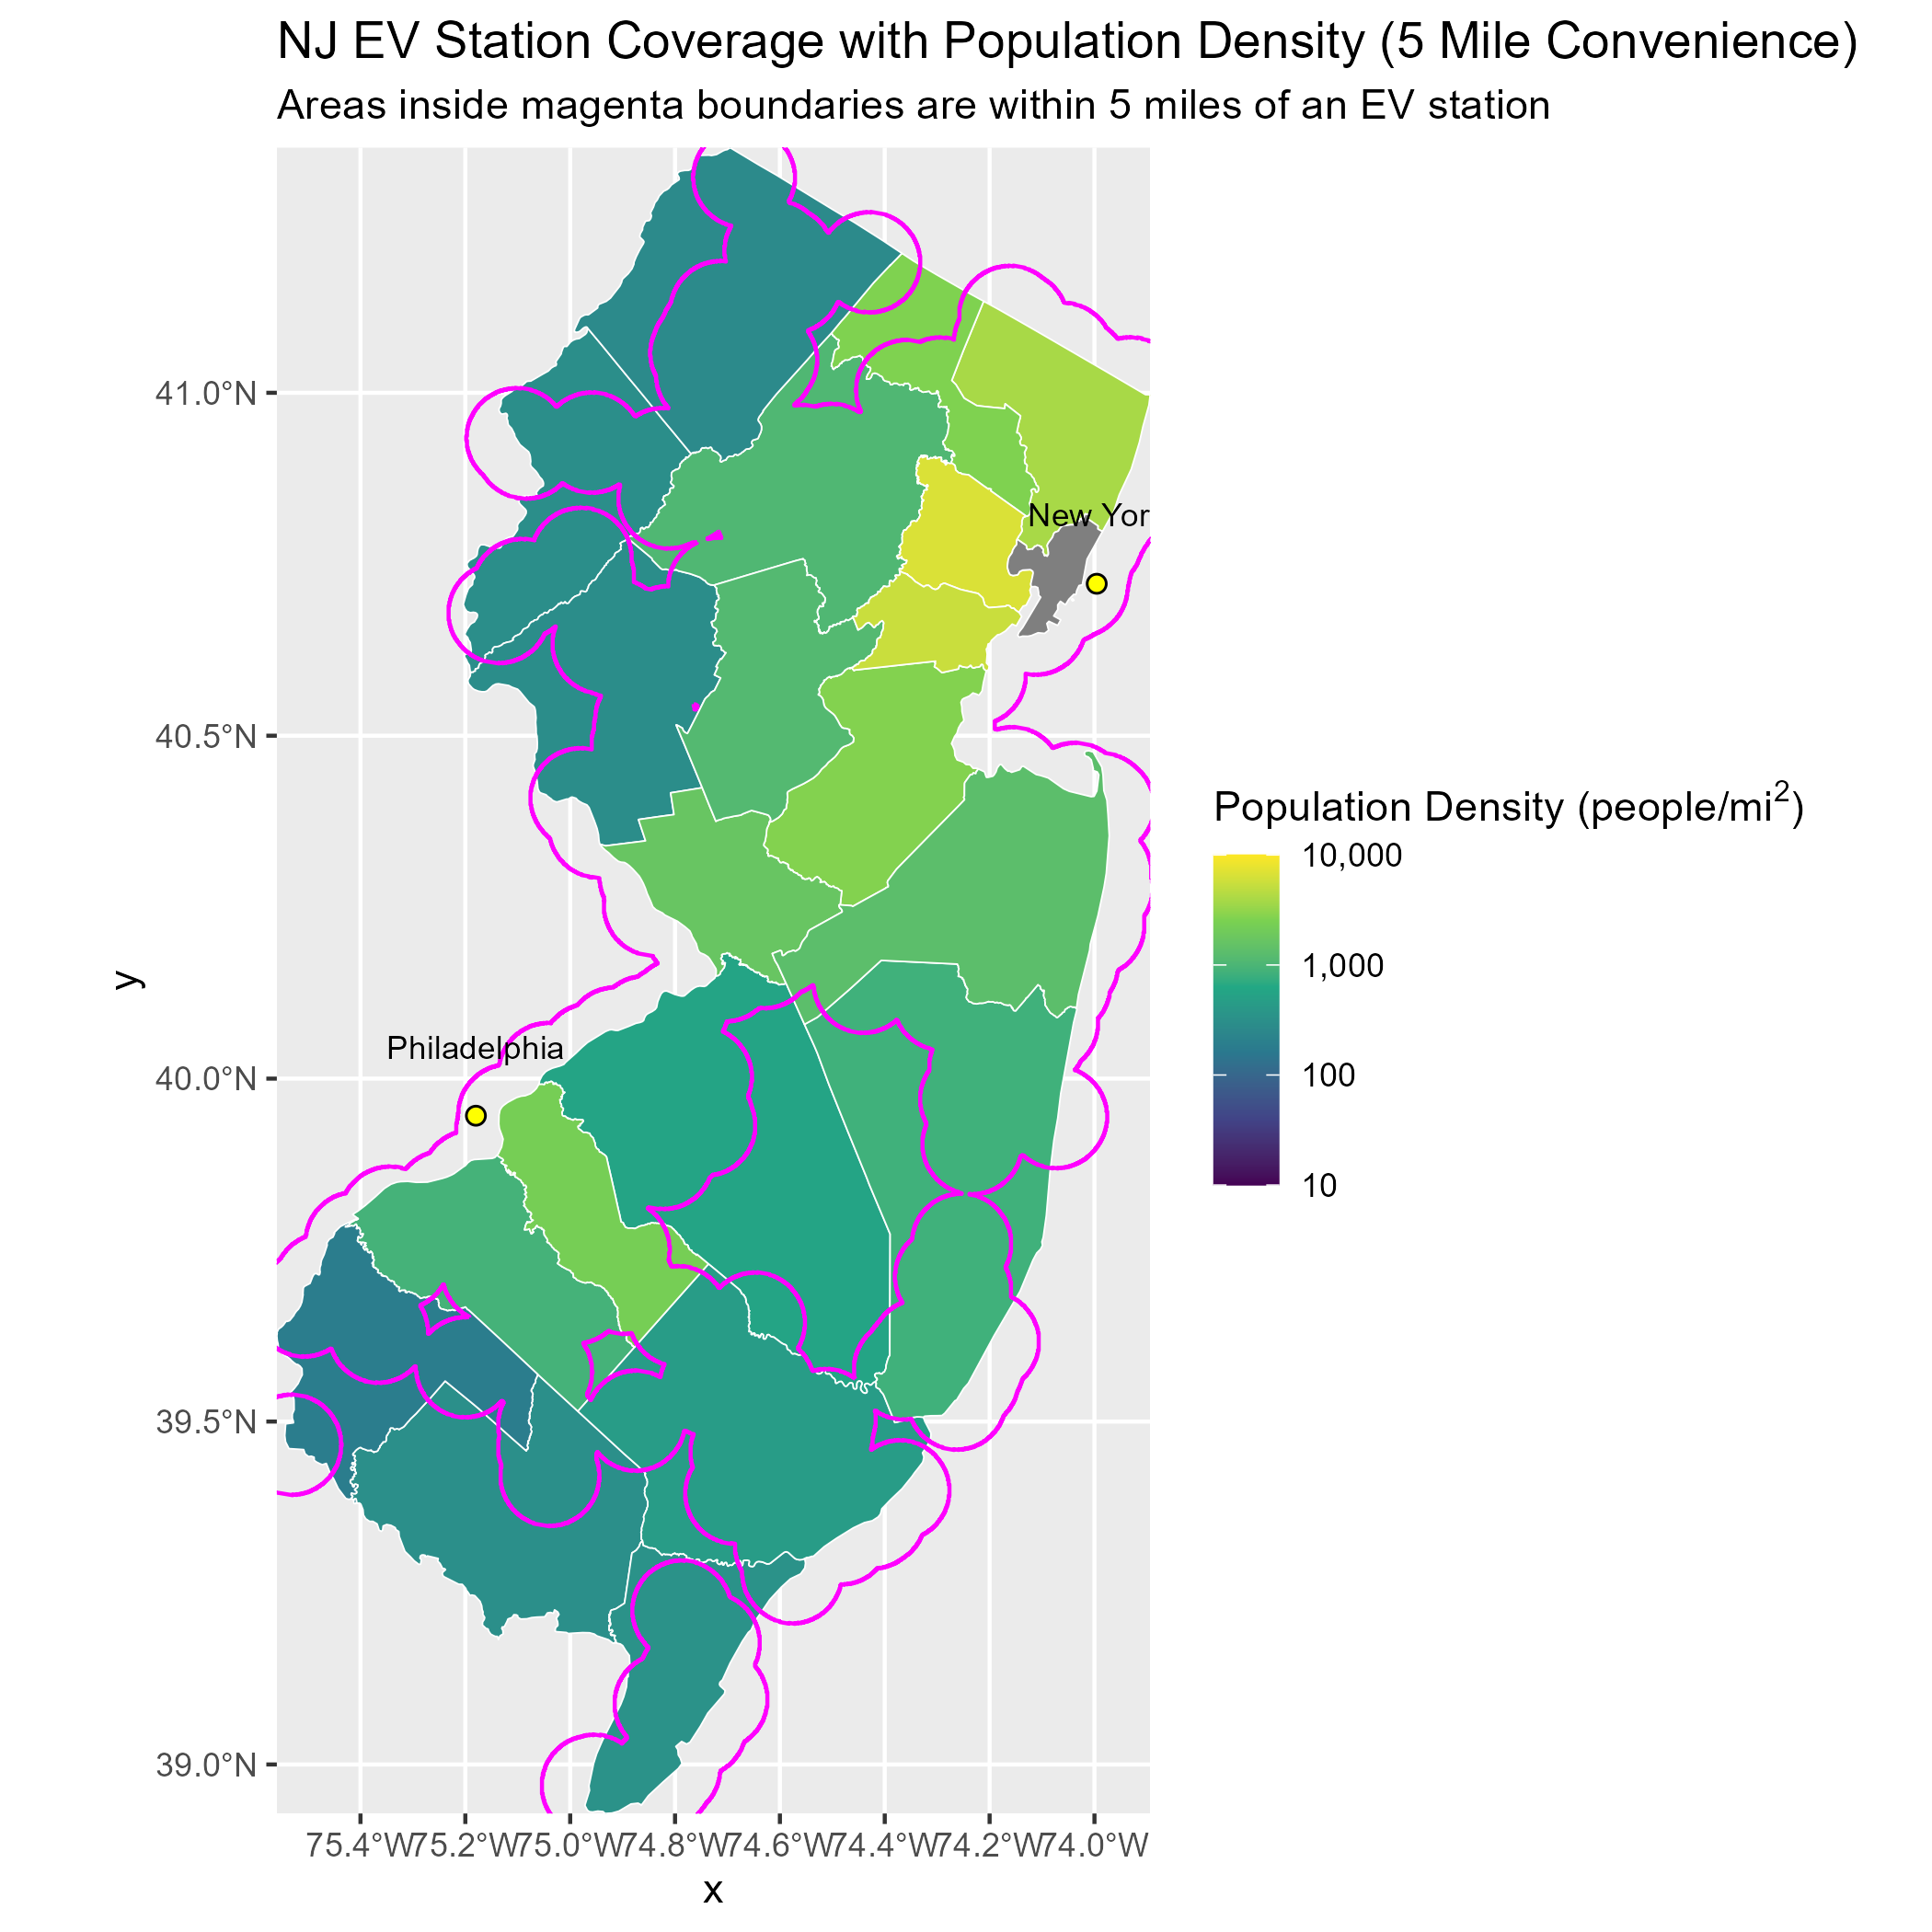 NJ EV Station Coverage with Population Density (5 Mile Convenience)
Areas inside magenta boundaries are within 5 miles of an EV station
41.0°N
New Yor
40.5°N
Population Density (people/mi²)
10,000
1,000
100
10
y
Philadelphia
40.0°N
39.5°N
39.0°N
75.4°W 75.2°W 75.0°W 74.8°W 74.6°W 74.4°W 74.2°W 74.0°W
x